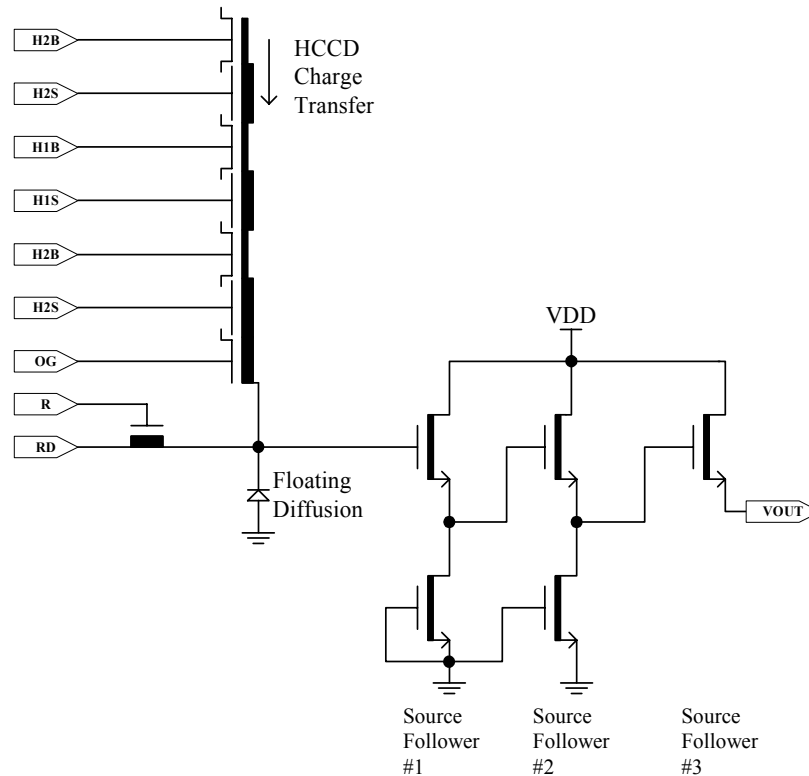 H2B
HCCD
Charge
Transfer
H2S
H1B
H1S
H2B
H2S
OG
R
RD
VDD
Floating
Diffusion
VOUT
Source
Follower
#1
Source
Follower
#2
Source
Follower
#3